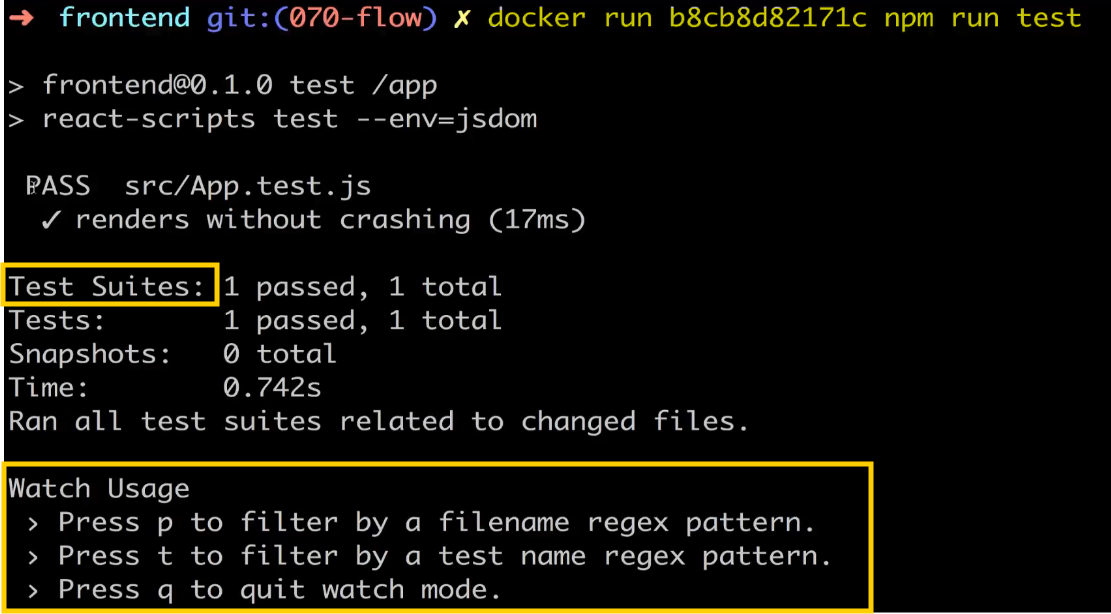 ➜ frontend git:(070-flow) ✗ docker run b8cb8d82171c npm run test
> frontend@0.1.0 test /app
> react-scripts test --env=jsdom
PASS src/App.test.js
✓ renders without crashing (17ms)
Test Suites: 1 passed, 1 total
Tests: 1 passed, 1 total
Snapshots: 0 total
Time: 0.742s
Ran all test suites related to changed files.
Watch Usage
› Press p to filter by a filename regex pattern.
› Press t to filter by a test name regex pattern.
› Press q to quit watch mode.